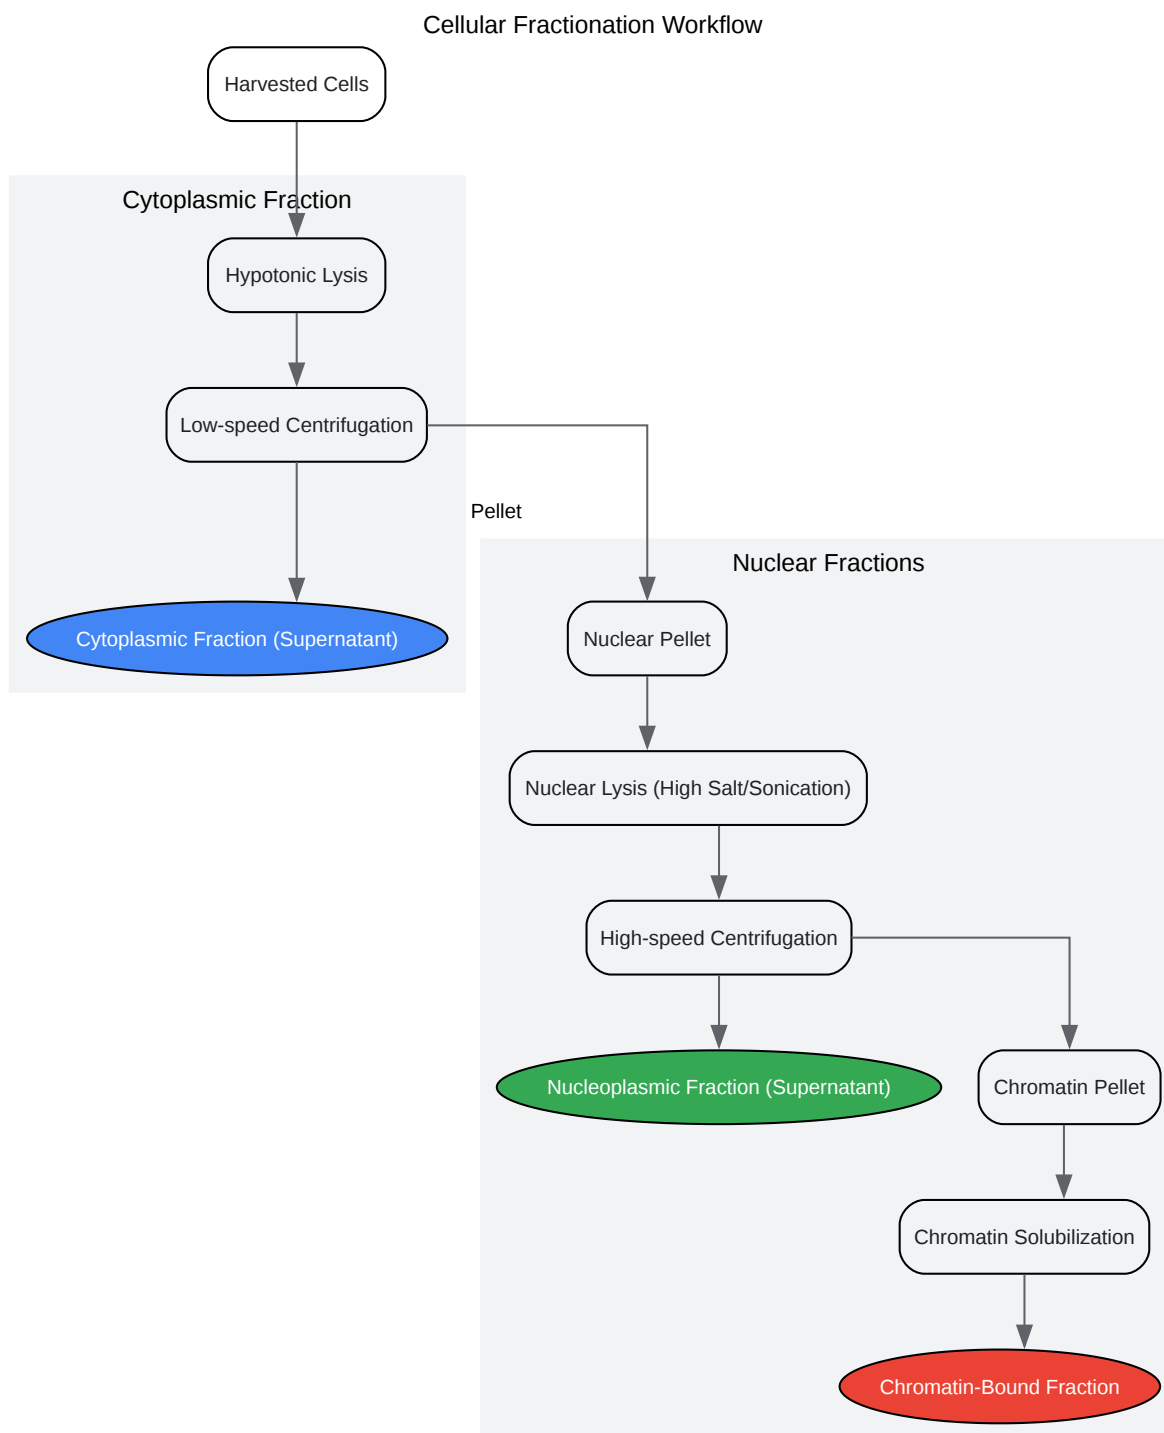 Cellular Fractionation Workflow
Harvested Cells
Cytoplasmic Fraction
Hypotonic Lysis
Low-speed Centrifugation
Pellet
Nuclear Fractions
Cytoplasmic Fraction (Supernatant)
Nuclear Pellet
Nuclear Lysis (High Salt/Sonication)
High-speed Centrifugation
Nucleoplasmic Fraction (Supernatant)
Chromatin Pellet
Chromatin Solubilization
Chromatin-Bound Fraction